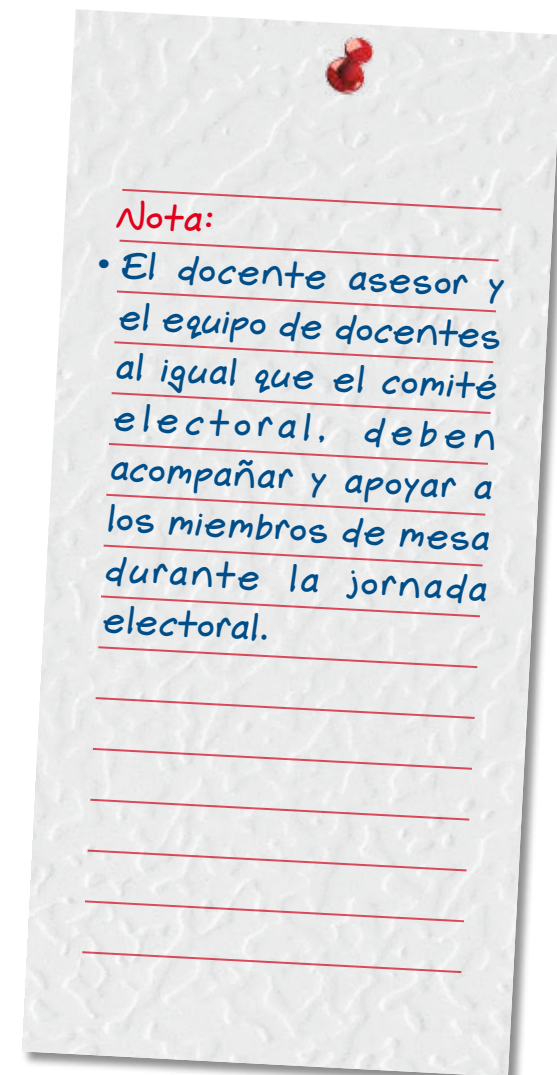 Nota:
• El docente asesor y
el equipo de docentes
al igual que el comité
electoral, deben
acompañar y apoyar a
los miembros de mesa
durante la jornada
electoral.